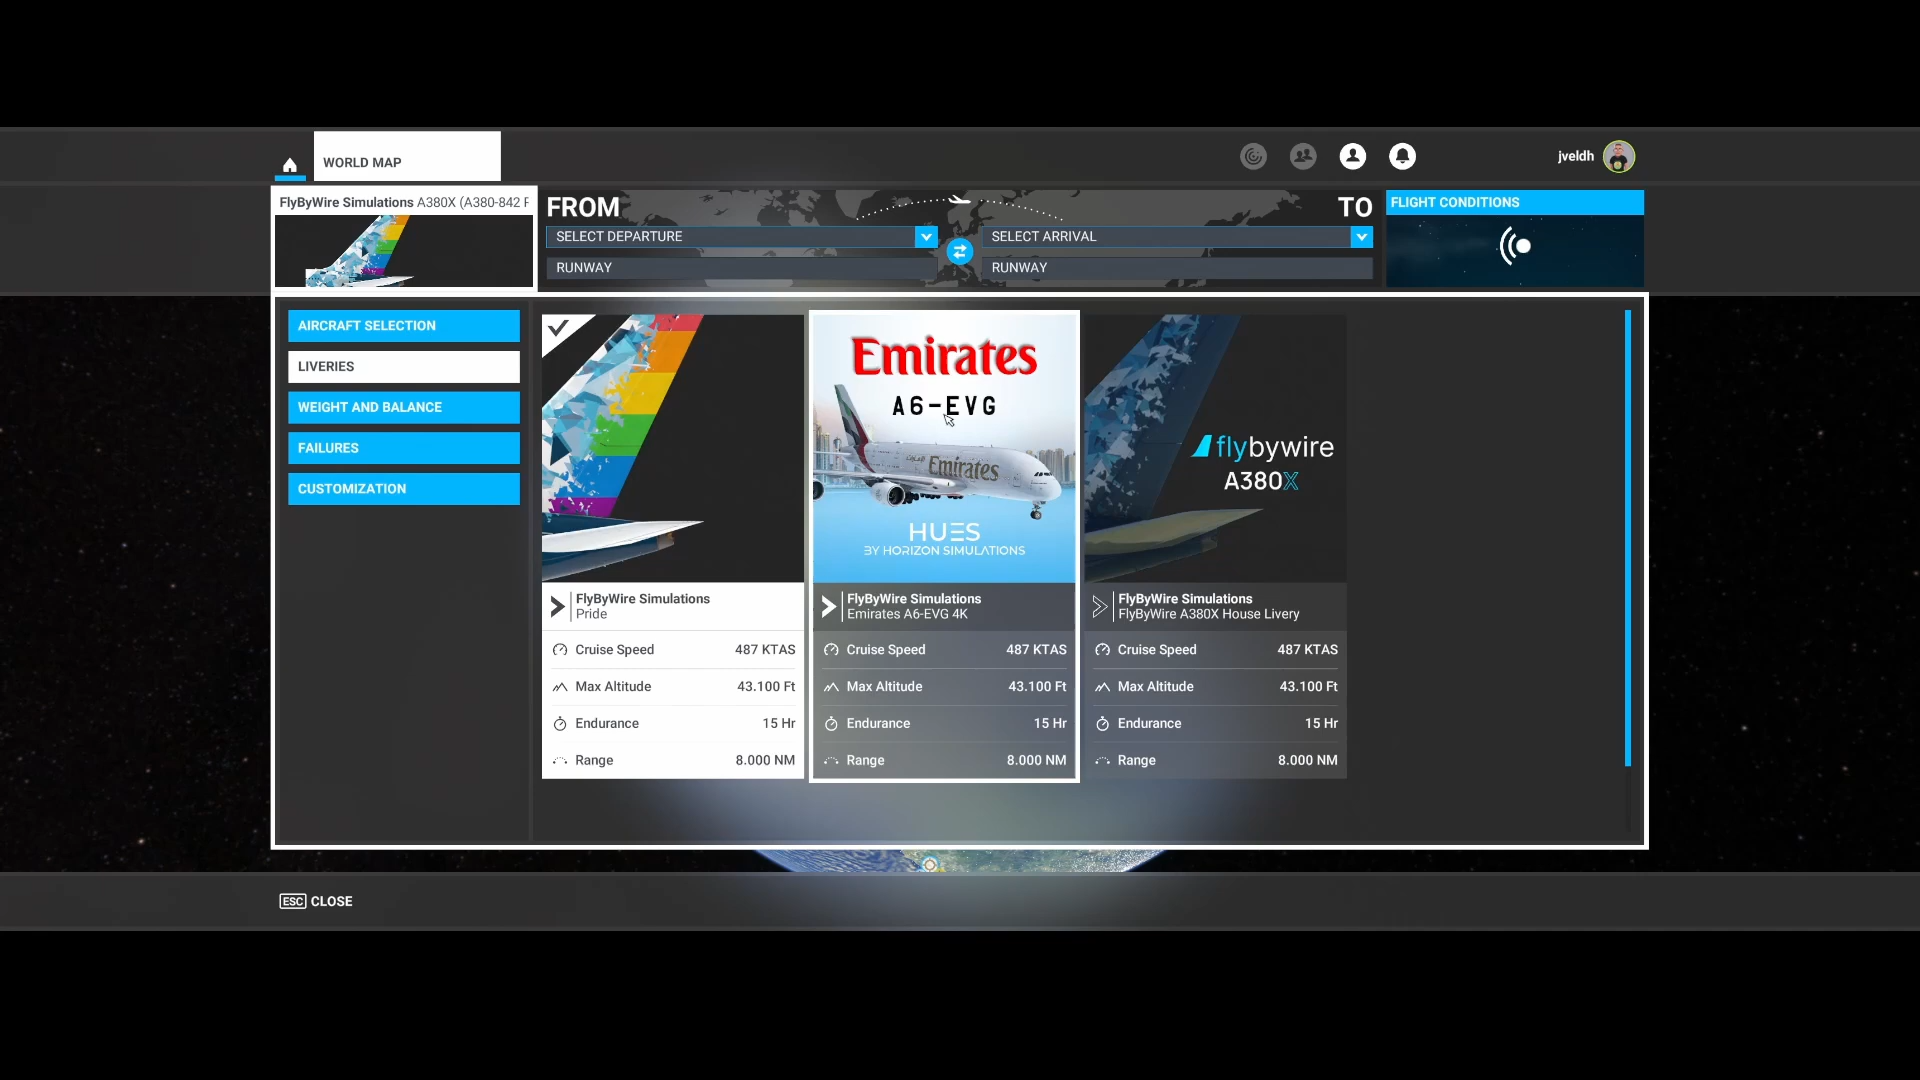 WORLD MAP
jveldh
FlyByWire Simulations A380X (A380-842 F
FROM
TO
SELECT DEPARTURE
SELECT ARRIVAL
RUNWAY
RUNWAY
FLIGHT CONDITIONS
AIRCRAFT SELECTION
LIVERIES
WEIGHT AND BALANCE
FAILURES
CUSTOMIZATION
FlyByWire Simulations
Pride
Cruise Speed 487 KTAS
Max Altitude 43.100 Ft
Endurance 15 Hr
Range 8.000 NM
Emirates
A6-EVG
Emirates
HUES
BY HORIZON SIMULATIONS
FlyByWire Simulations
Emirates A6-EVG 4K
Cruise Speed 487 KTAS
Max Altitude 43.100 Ft
Endurance 15 Hr
Range 8.000 NM
flybywire
A380X
FlyByWire Simulations
FlyByWire A380X House Livery
Cruise Speed 487 KTAS
Max Altitude 43.100 Ft
Endurance 15 Hr
Range 8.000 NM
ESC CLOSE